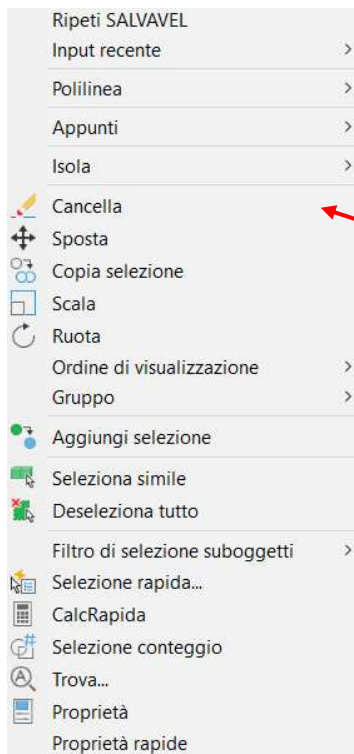 Ripeti SALVAVEL
Input recente
Polilinea
Appunti
Isola
Cancella
Sposta
Copia selezione
Scala
Ruota
Ordine di visualizzazione
Gruppo
Aggiungi selezione
Seleziona simile
Deseleziona tutto
Filtro di selezione suboggetti
Selezione rapida...
CalcRapida
Selezione conteggio
Trova...
Proprietà
Proprietà rapide